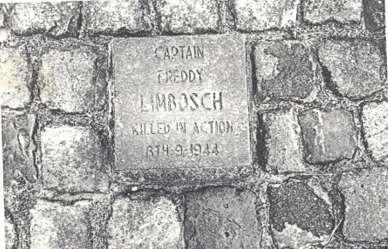 CAPTAIN
FREDDY
LIMBOSCH
KILLED IN ACTION
R14-9-1944